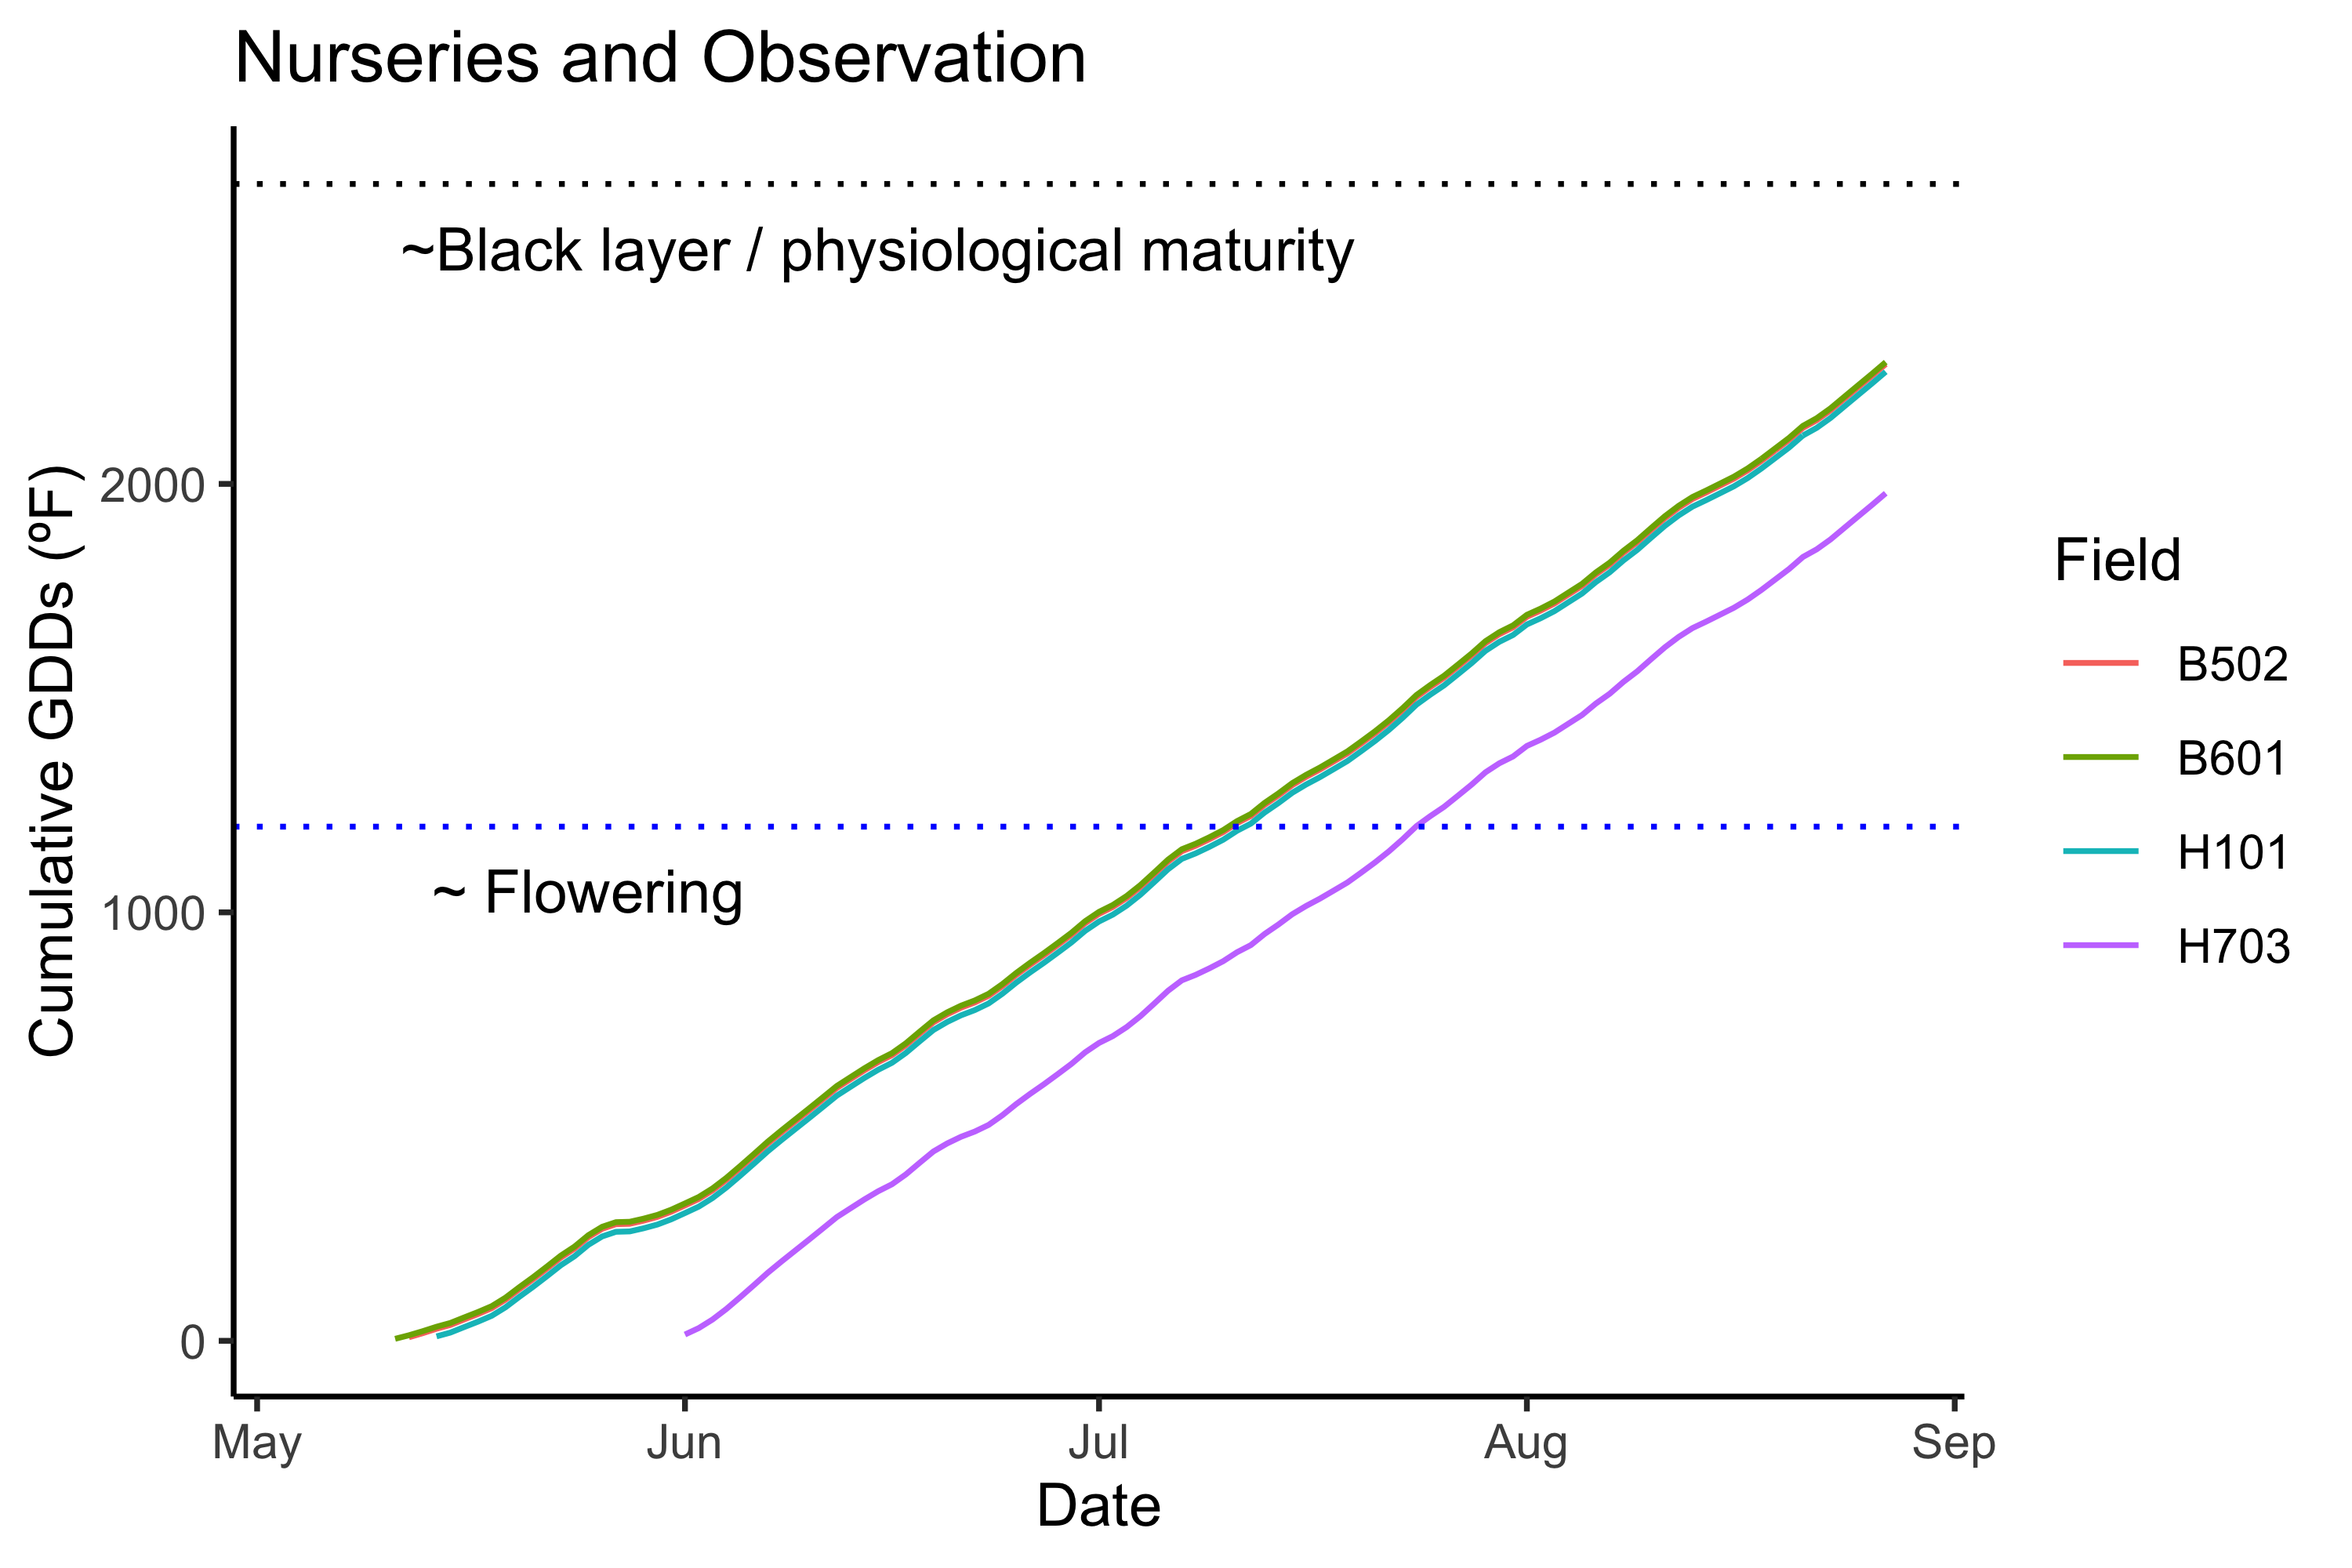 Nurseries and Observation
~Black layer / physiological maturity
~ Flowering
Cumulative GDDs (ºF)
2000
1000
0
May
Jun
Jul
Aug
Sep
Date
Field
B502
B601
H101
H703